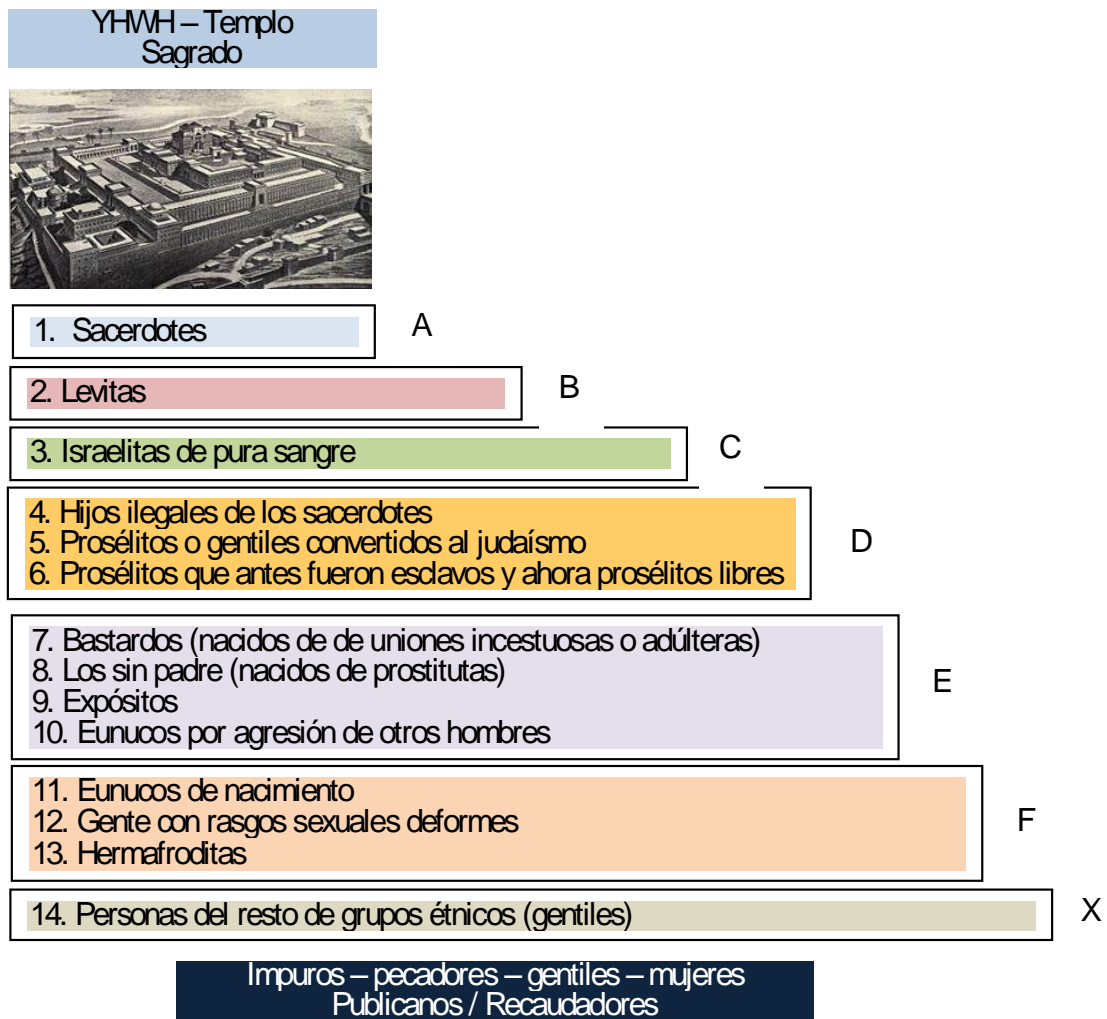 YHWH – Templo
Sagrado
1. Sacerdotes
A
2. Levitas
B
3. Israelitas de pura sangre
C
4. Hijos ilegales de los sacerdotes
5. Prosélitos o gentiles convertidos al judaísmo
6. Prosélitos que antes fueron esclavos y ahora prosélitos libres
D
7. Bastardos (nacidos de de uniones incestuosas o adúlteras)
8. Los sin padre (nacidos de prostitutas)
9. Expósitos
10. Eunucos por agresión de otros hombres
E
11. Eunucos de nacimiento
12. Gente con rasgos sexuales deformes
13. Hermafroditas
F
14. Personas del resto de grupos étnicos (gentiles)
X
Impuros – pecadores – gentiles – mujeres
Publicanos / Recaudadores